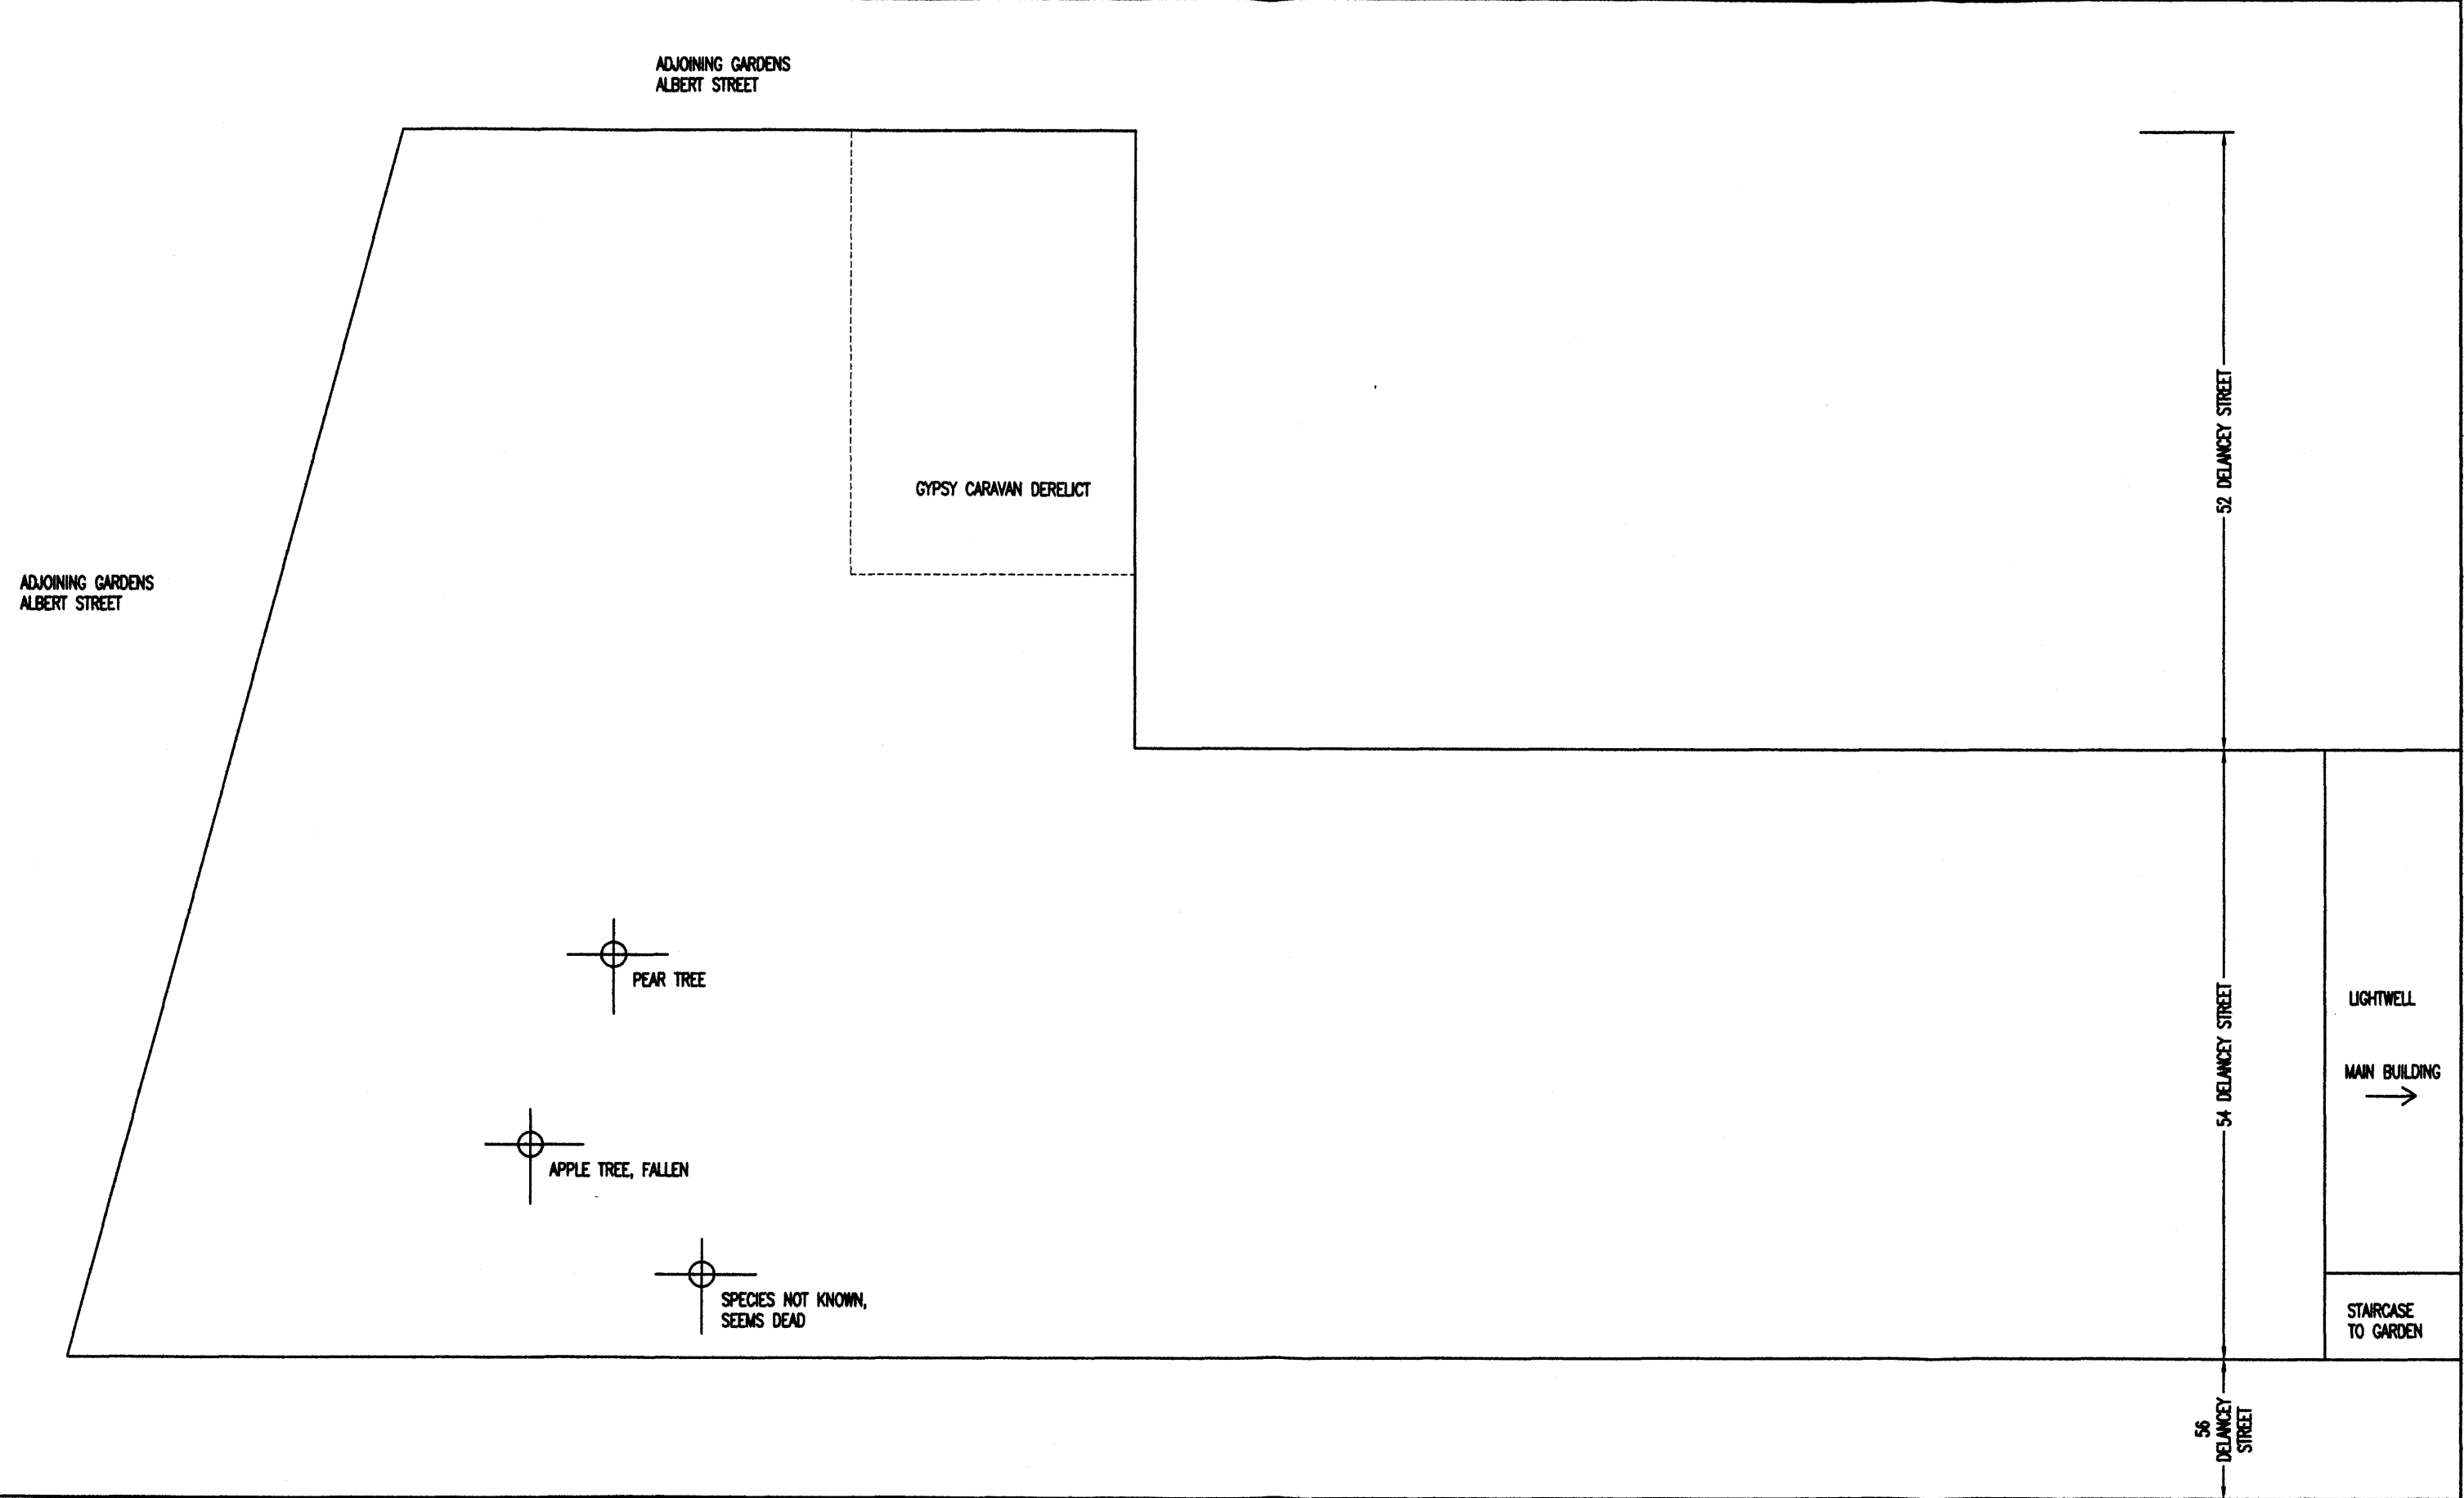 ADJOINING GARDENS
ALBERT STREET
52 DELANCEY STREET
GYPSY CARAVAN DERELICT
ADJOINING GARDENS
ALBERT STREET
PEAR TREE
54 DELANCEY STREET
LIGHTWELL
MAIN BUILDING
APPLE TREE, FALLEN
SPECIES NOT KNOWN,
SEEMS DEAD
STAIRCASE
TO GARDEN
56
DELANCEY
STREET